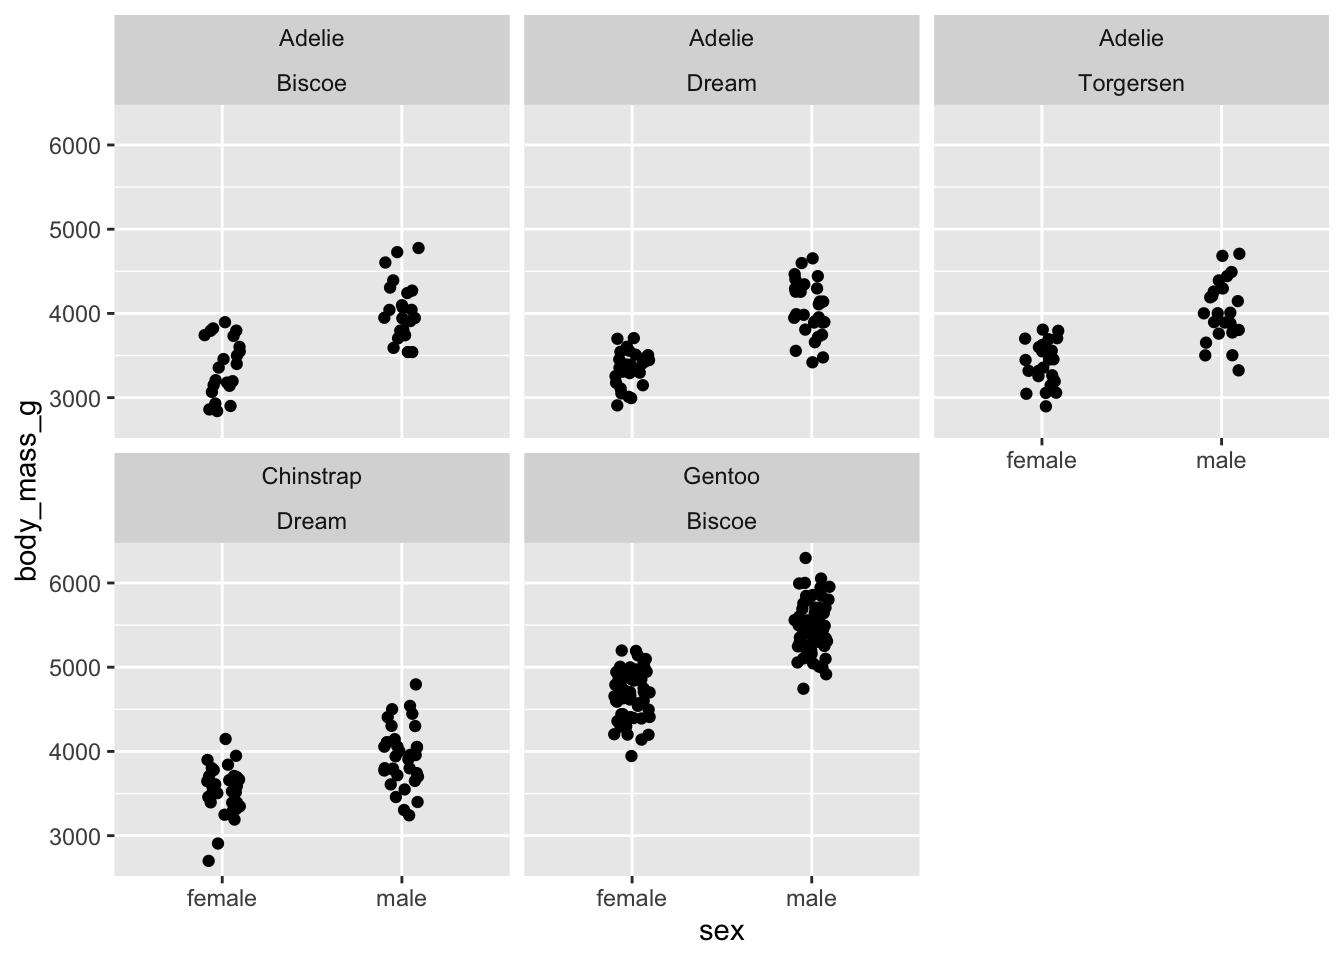 Adelie
Biscoe
Adelie
Dream
Adelie
Torgersen
6000
5000
4000
3000
female
male
Chinstrap
Dream
Gentoo
Biscoe
6000
5000
4000
3000
female
male
female
male
sex
body_mass_g